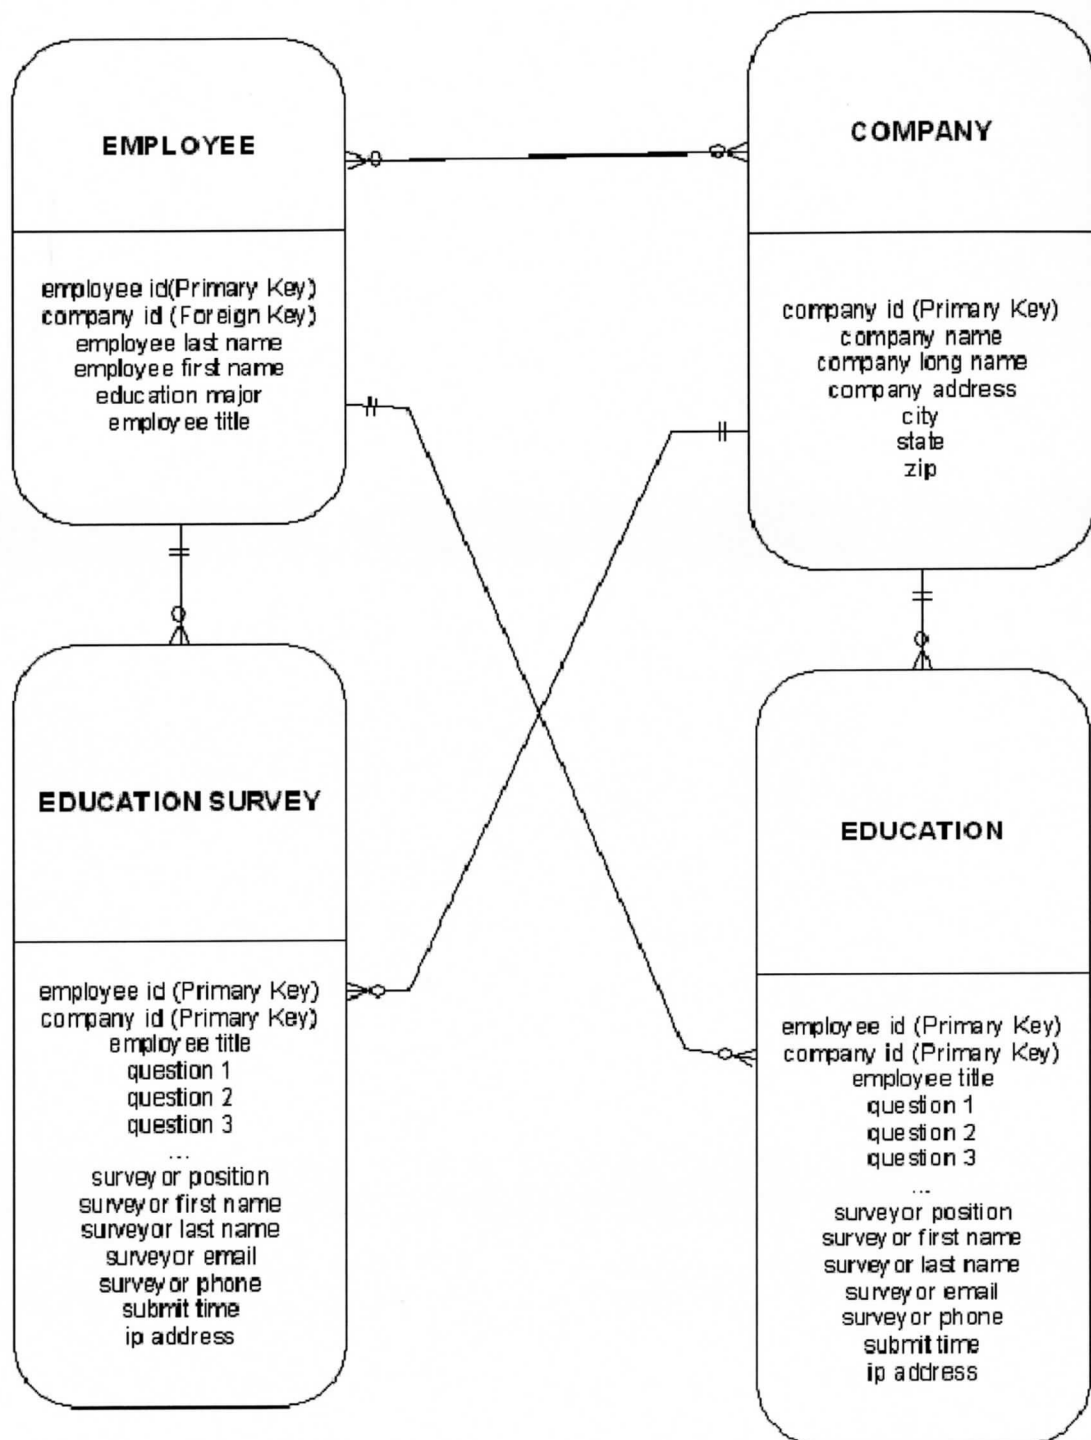 EMPLOYEE
employee id(Primary Key)
company id (Foreign Key)
employee last name
employee first name
education major
employee title
COMPANY
company id (Primary Key)
company name
company long name
company address
city
state
zip
EDUCATION SURVEY
employee id (Primary Key)
company id (Primary Key)
employee title
question 1
question 2
question 3
...
surveyor position
surveyor first name
surveyor last name
surveyor email
surveyor phone
submit time
ip address
EDUCATION
employee id (Primary Key)
company id (Primary Key)
employee title
question 1
question 2
question 3
...
surveyor position
surveyor first name
surveyor last name
surveyor email
surveyor phone
submit time
ip address